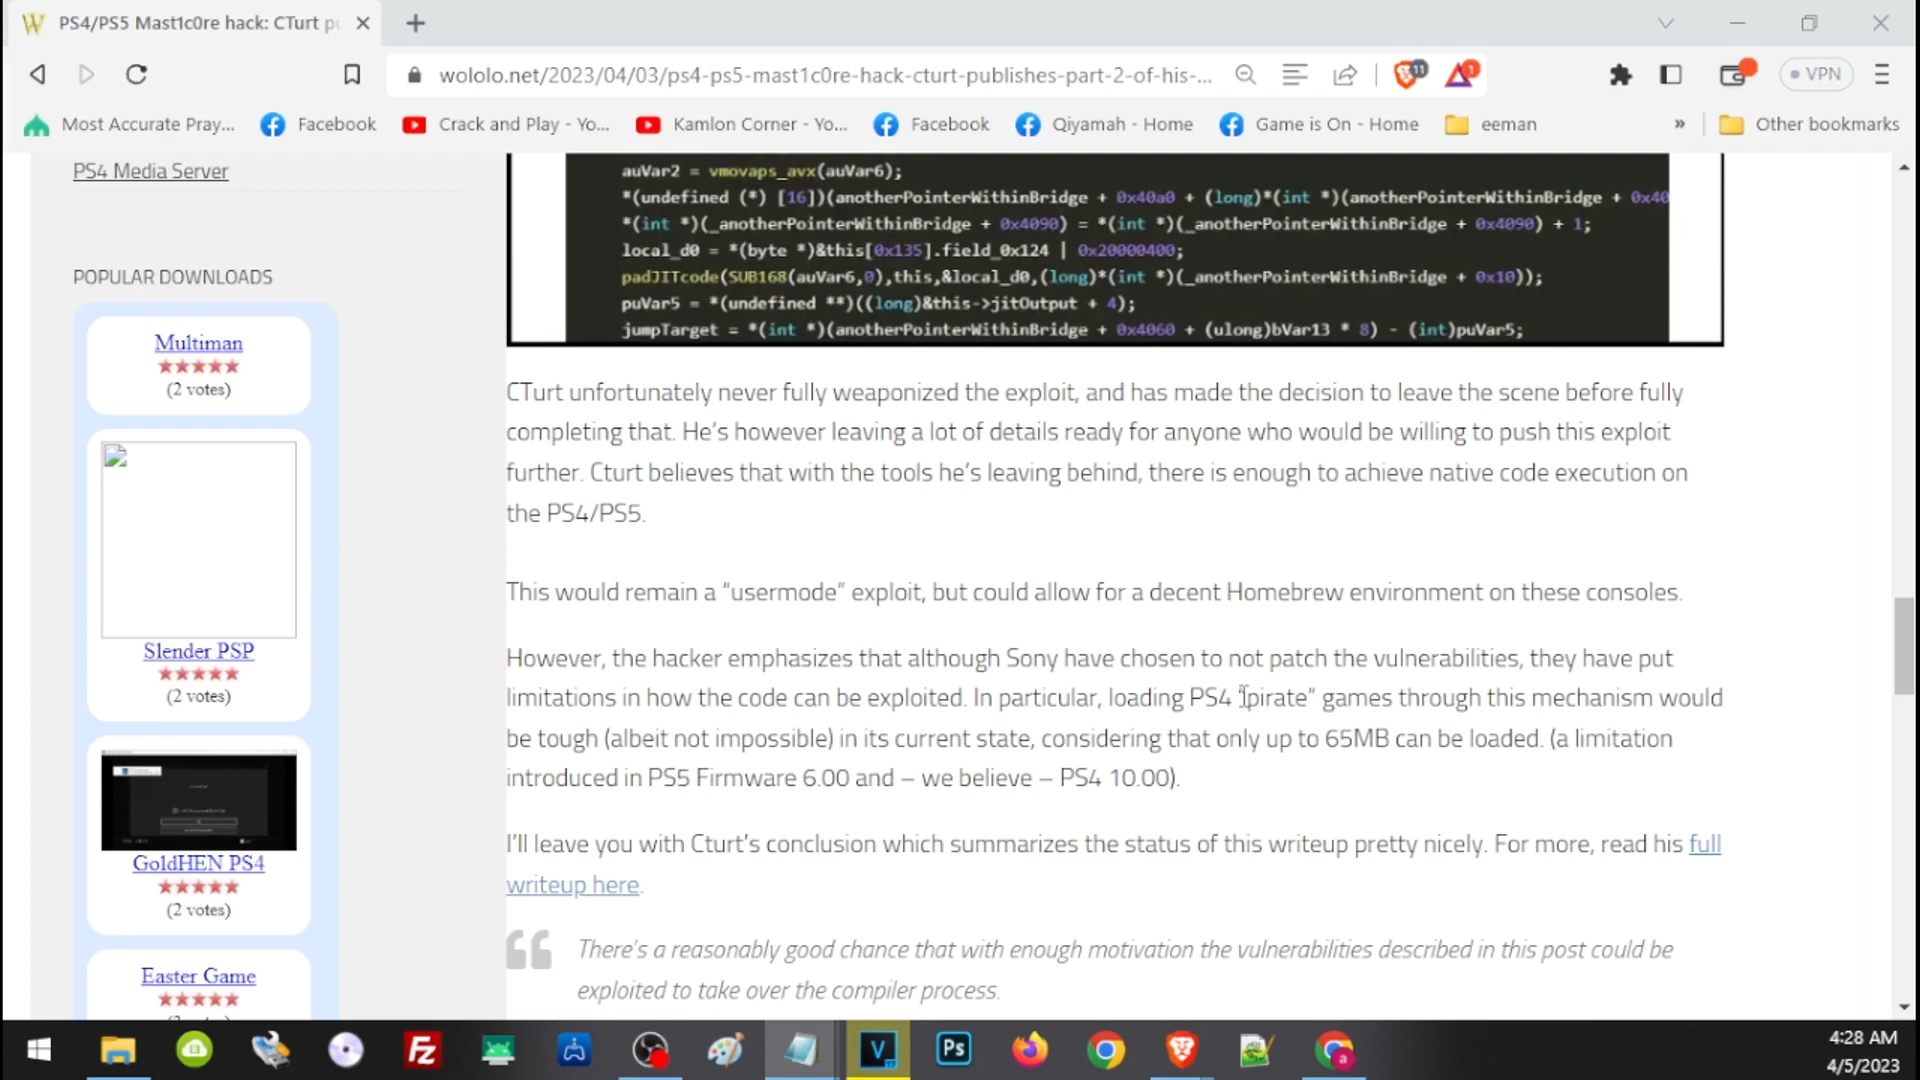 PS4/PS5 Mast1c0re hack: CTurt pu
wololo.net/2023/04/03/ps4-ps5-mast1c0re-hack-cturt-publishes-part-2-of-his-...
11
1
VPN
Most Accurate Pray...
Facebook
Crack and Play - Yo...
Kamlon Corner - Yo...
Facebook
Qiyamah - Home
Game is On - Home
eeman
»
Other bookmarks
PS4 Media Server
POPULAR DOWNLOADS
Multiman
(2 votes)
Slender PSP
(2 votes)
GoldHEN PS4
(2 votes)
Easter Game
auVar2 = vmovaps_avx(auVar6);
*(undefined (*) [16])(anotherPointerWithinBridge + 0x40a0 + (long)*(int *)(anotherPointerWithinBridge + 0x40
*(int *)(_anotherPointerWithinBridge + 0x4090) = *(int *)(_anotherPointerWithinBridge + 0x4090) + 1;
local_d0 = *(byte *)&this[0x135].field_0x124 | 0x20000400;
padJITcode(SUB168(auVar6,0),this,&local_d0,(long)*(int *)(_anotherPointerWithinBridge + 0x10));
puVar5 = *(undefined **)((long)&this->jitOutput + 4);
jumpTarget = *(int *)(anotherPointerWithinBridge + 0x4060 + (ulong)bVar13 * 8) - (int)puVar5;
CTurt unfortunately never fully weaponized the exploit, and has made the decision to leave the scene before fully
completing that. He's however leaving a lot of details ready for anyone who would be willing to push this exploit
further. Cturt believes that with the tools he's leaving behind, there is enough to achieve native code execution on
the PS4/PS5.
This would remain a “usermode” exploit, but could allow for a decent Homebrew environment on these consoles.
However, the hacker emphasizes that although Sony have chosen to not patch the vulnerabilities, they have put
limitations in how the code can be exploited. In particular, loading PS4 “pirate” games through this mechanism would
be tough (albeit not impossible) in its current state, considering that only up to 65MB can be loaded. (a limitation
introduced in PS5 Firmware 6.00 and – we believe – PS4 10.00).
I'll leave you with Cturt's conclusion which summarizes the status of this writeup pretty nicely. For more, read his full
writeup here.
There's a reasonably good chance that with enough motivation the vulnerabilities described in this post could be
exploited to take over the compiler process.
Fz
V
Ps
a
4:28 AM
4/5/2023